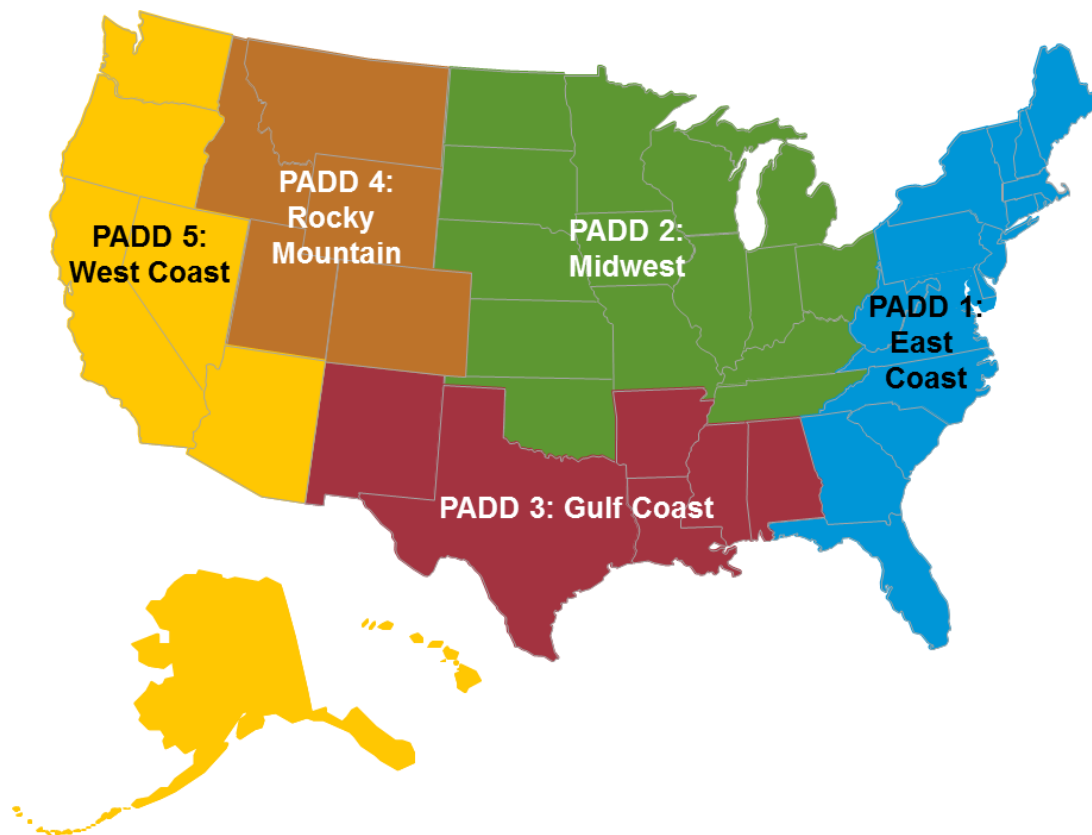 PADD 5:
West Coast
PADD 4:
Rocky
Mountain
PADD 2:
Midwest
PADD 1:
East
Coast
PADD 3: Gulf Coast